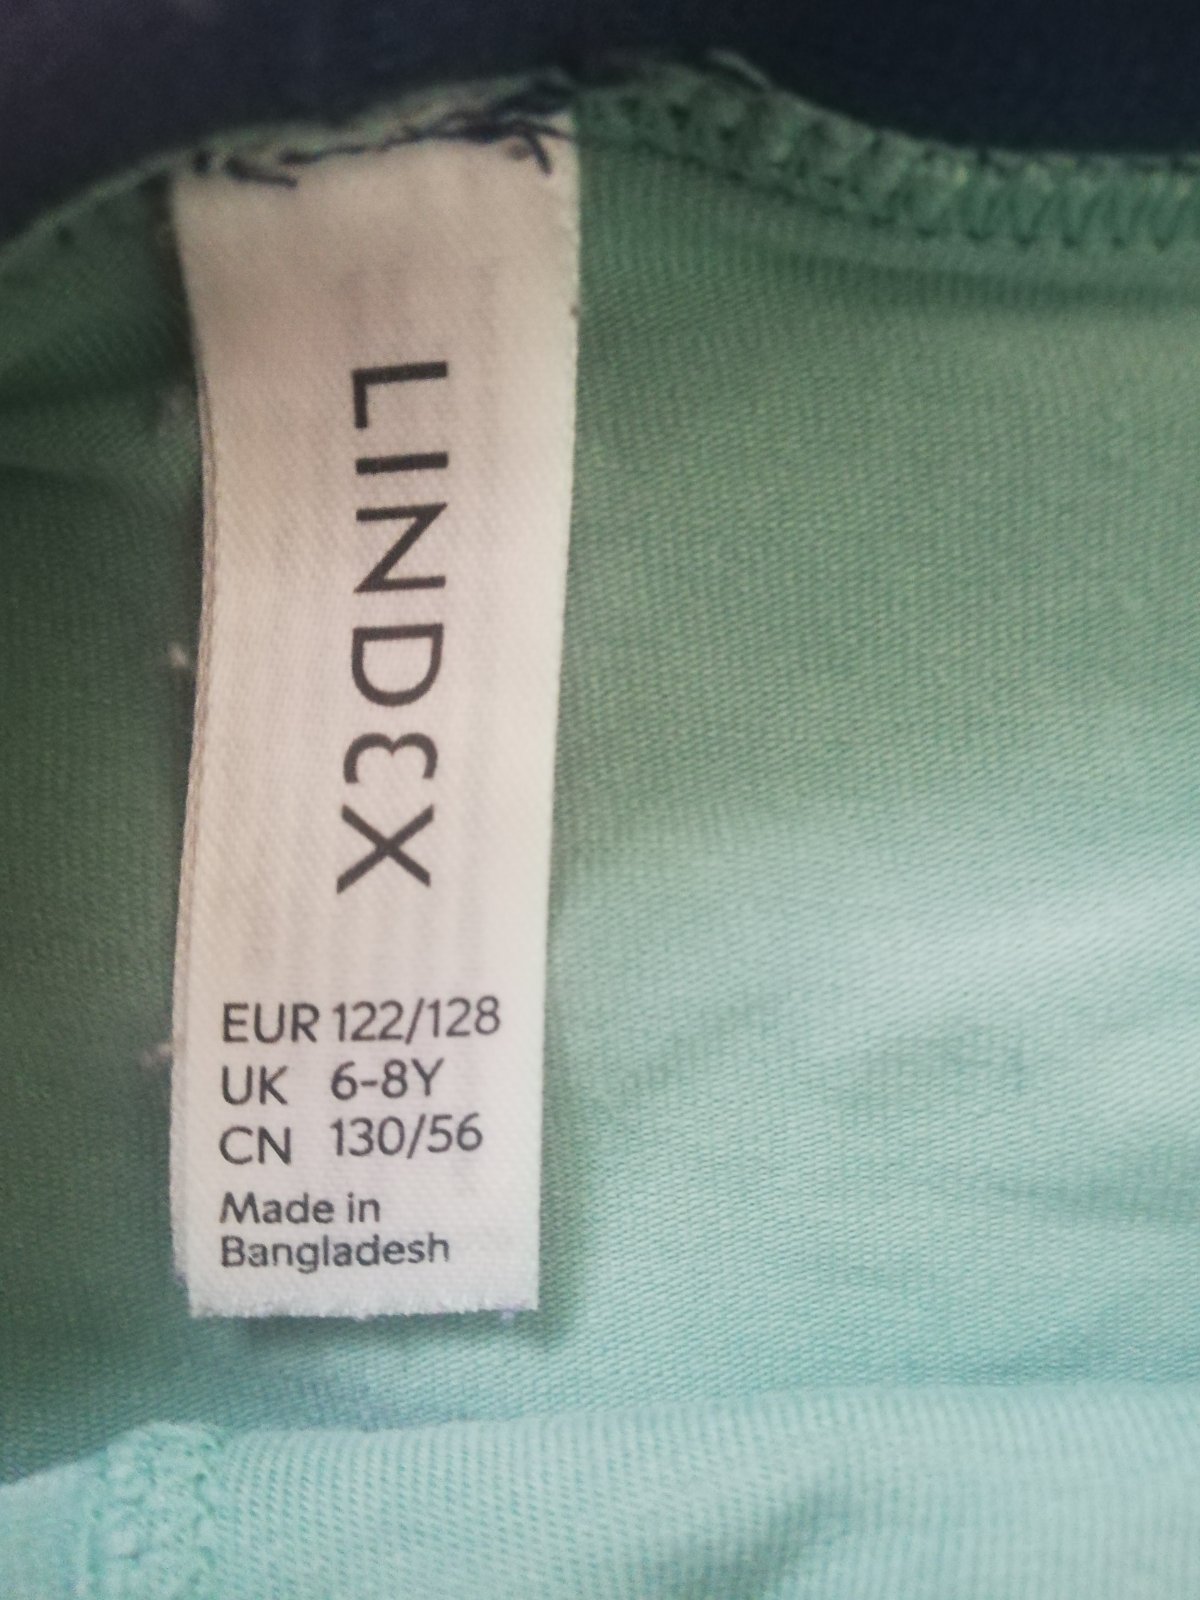 LINDEX
EUR 122/128
UK 6-8Y
CN 130/56
Made in
Bangladesh